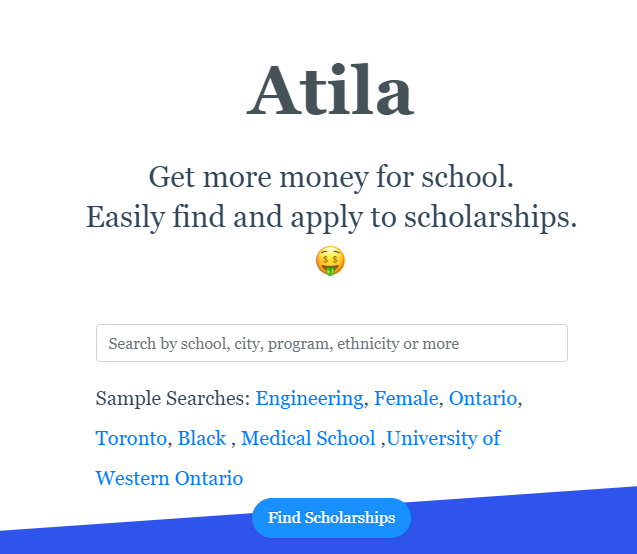 Atila
Get more money for school.
Easily find and apply to scholarships.
Search by school, city, program, ethnicity or more
Sample Searches: Engineering, Female, Ontario,
Toronto, Black , Medical School ,University of
Western Ontario
Find Scholarships